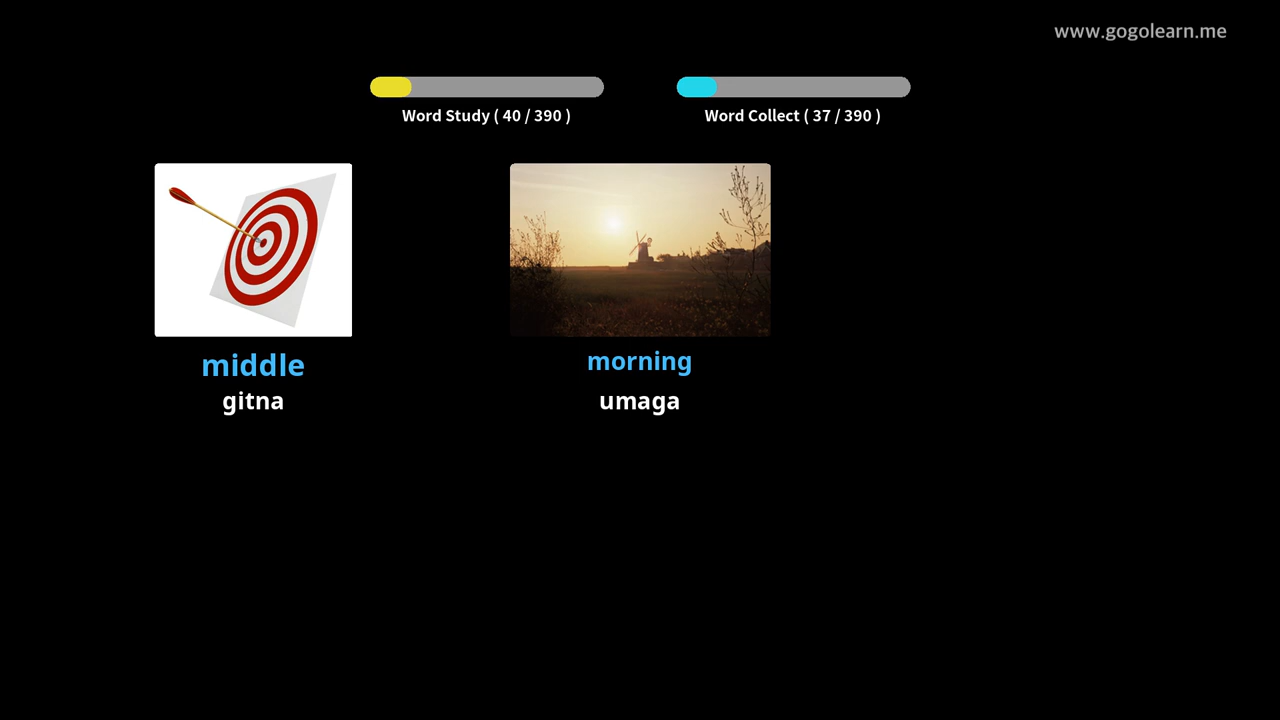 www.gogolearn.me
Word Study ( 40 / 390 )
Word Collect ( 37 / 390 )
middle
gitna
morning
umaga